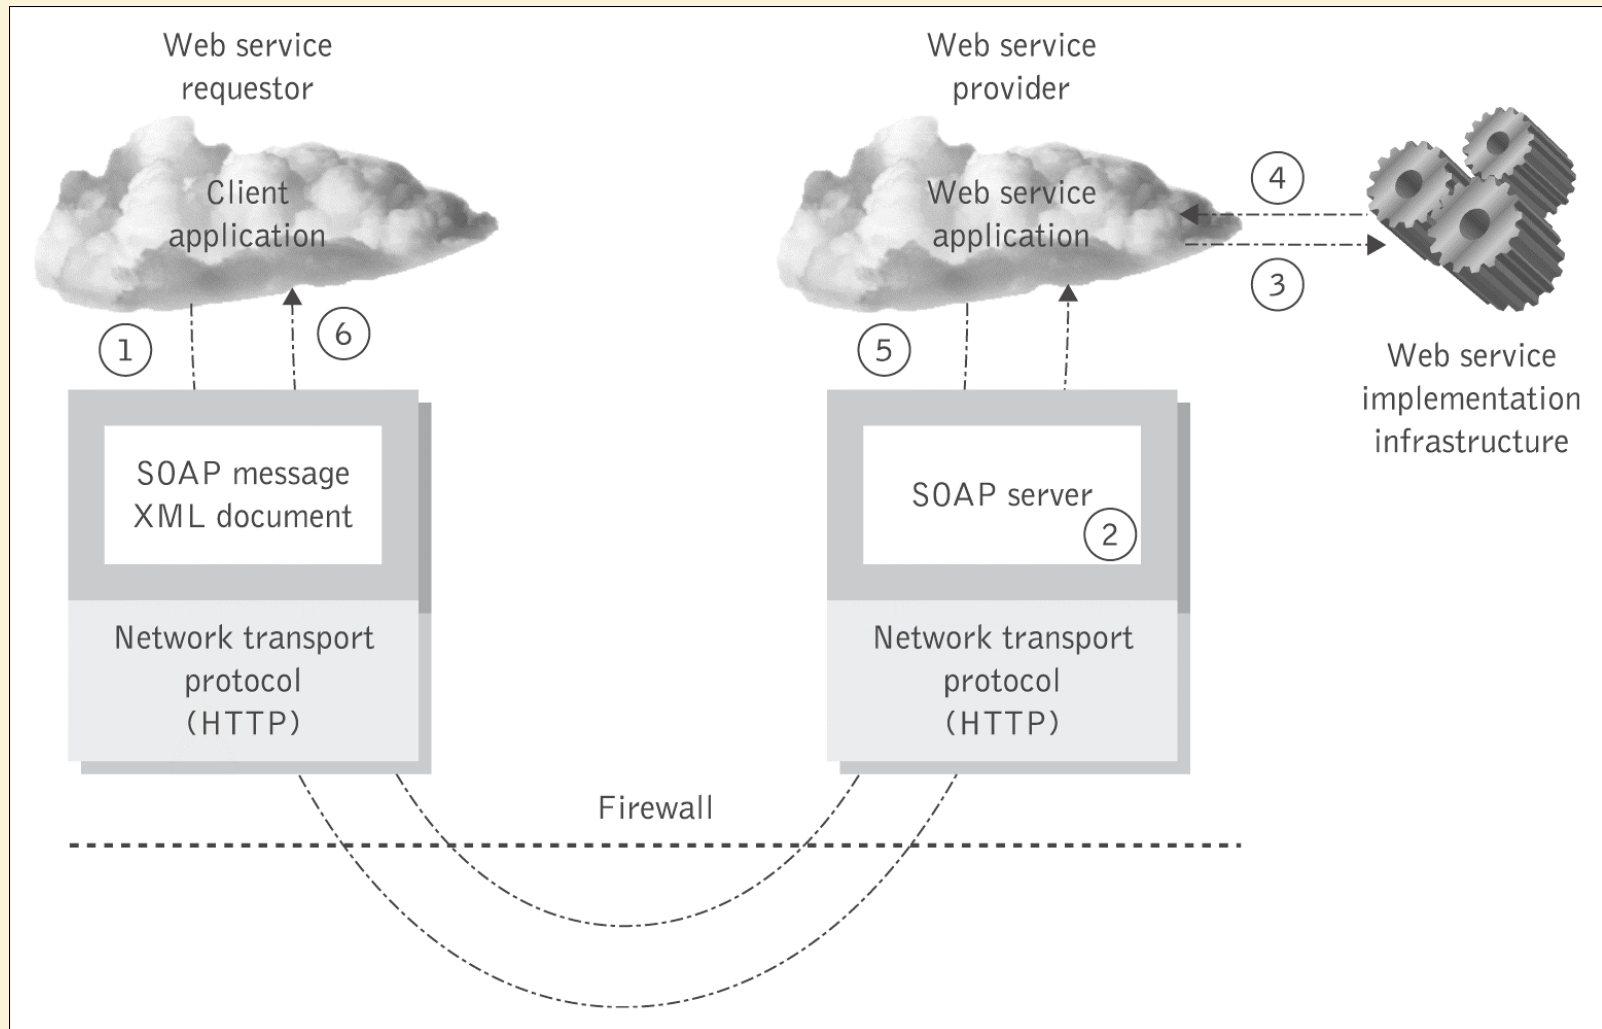 Web service
requestor
Client
application
1
6
SOAP message
XML document
Network transport
protocol
(HTTP)
Web service
provider
Web service
application
4
3
5
SOAP server
2
Network transport
protocol
(HTTP)
Web service
implementation
infrastructure
Firewall